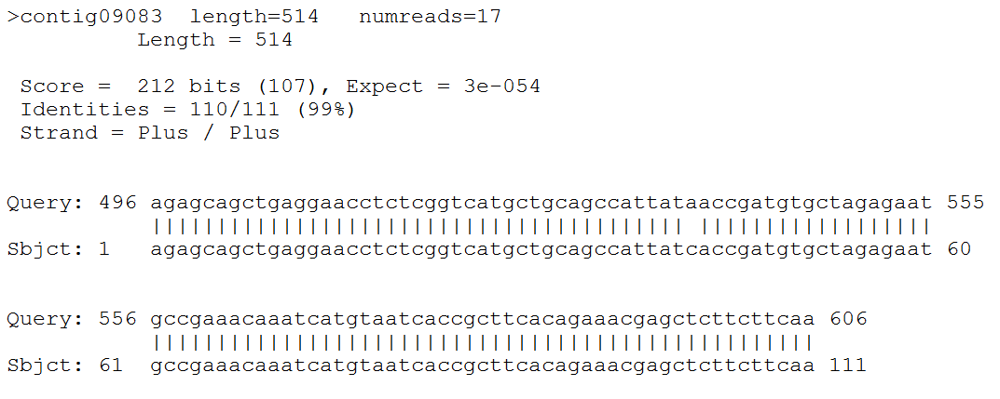 >contig09083  length=514   numreads=17
          Length = 514
 Score =  212 bits (107), Expect = 3e-054
 Identities = 110/111 (99%)
 Strand = Plus / Plus
Query: 496 agagcagctgaggaacctctcggtcatgctgcagccattataaccgatgtgctagagaat 555
           ||||||||||||||||||||||||||||||||||||||||| ||||||||||||||||||
Sbjct: 1   agagcagctgaggaacctctcggtcatgctgcagccattatcaccgatgtgctagagaat 60
Query: 556 gccgaaacaaatcatgtaatcaccgcttcacagaaacgagctcttcttcaa 606
           |||||||||||||||||||||||||||||||||||||||||||||||||||
Sbjct: 61  gccgaaacaaatcatgtaatcaccgcttcacagaaacgagctcttcttcaa 111